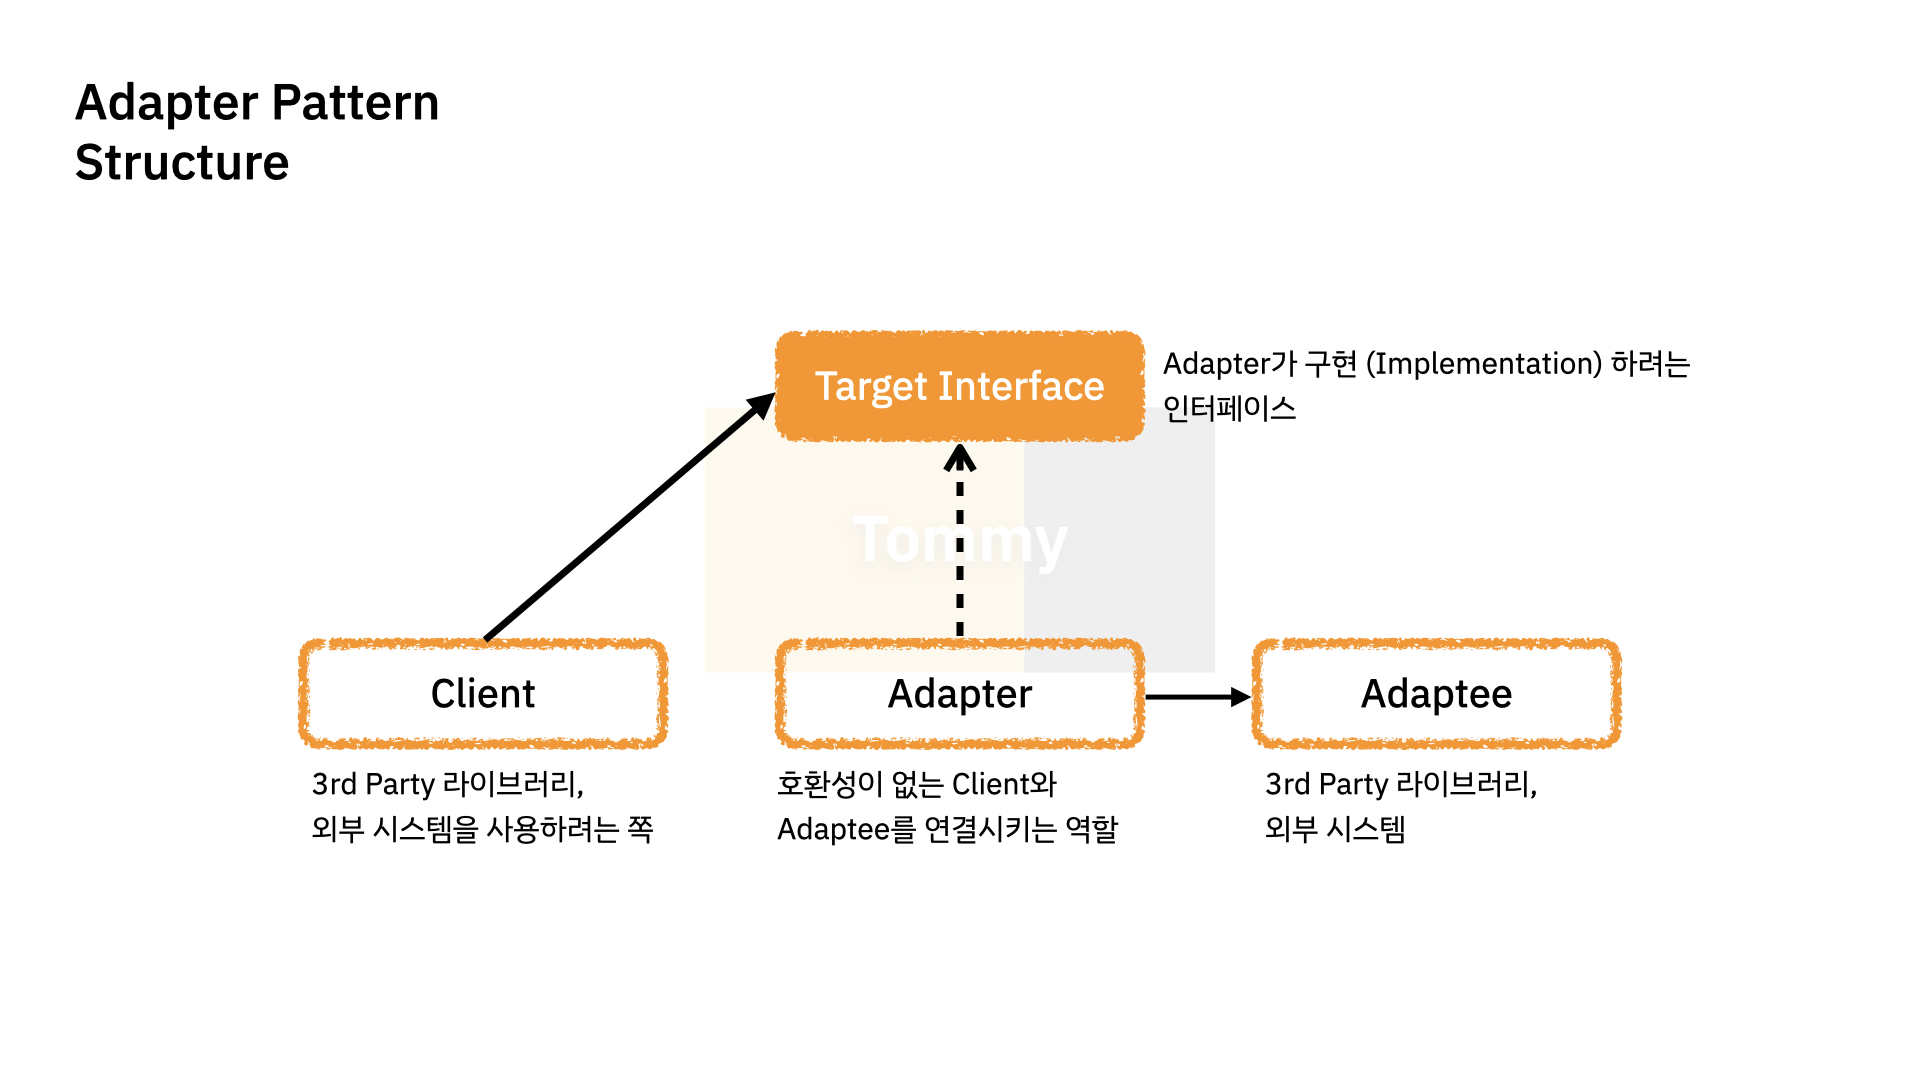 Adapter Pattern
Structure
Target Interface
Adapter가 구현 (Implementation) 하려는
인터페이스
Tommy
Client
Adapter
Adaptee
3rd Party 라이브러리,
외부 시스템을 사용하려는 쪽
호환성이 없는 Client와
Adaptee를 연결시키는 역할
3rd Party 라이브러리,
외부 시스템